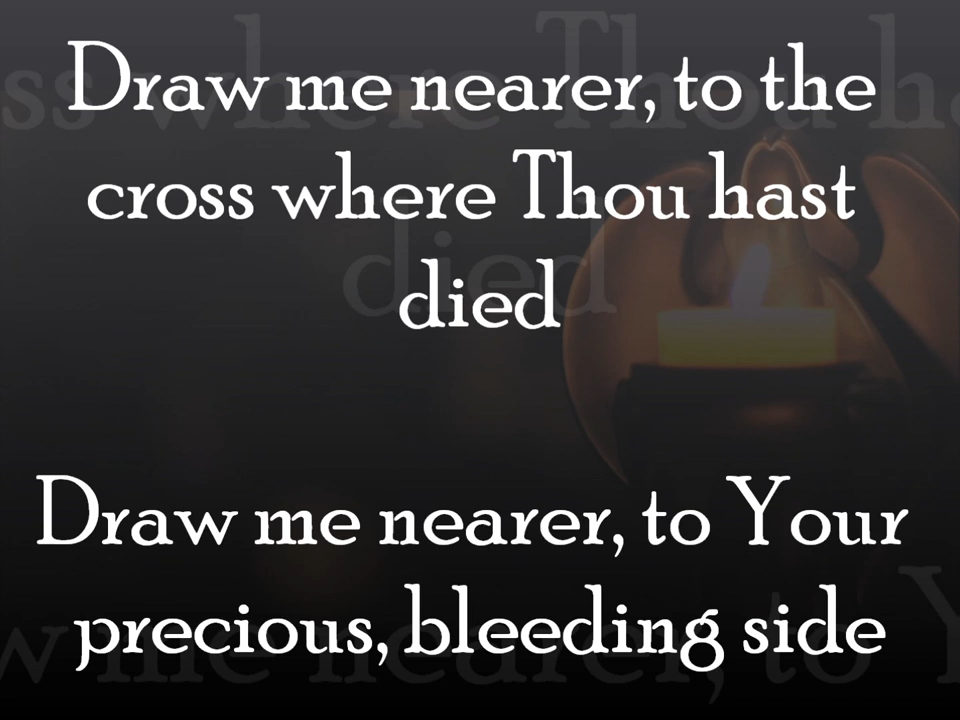 Draw me nearer, to the
cross where Thou hast
died
Draw me nearer, to Your
precious, bleeding side